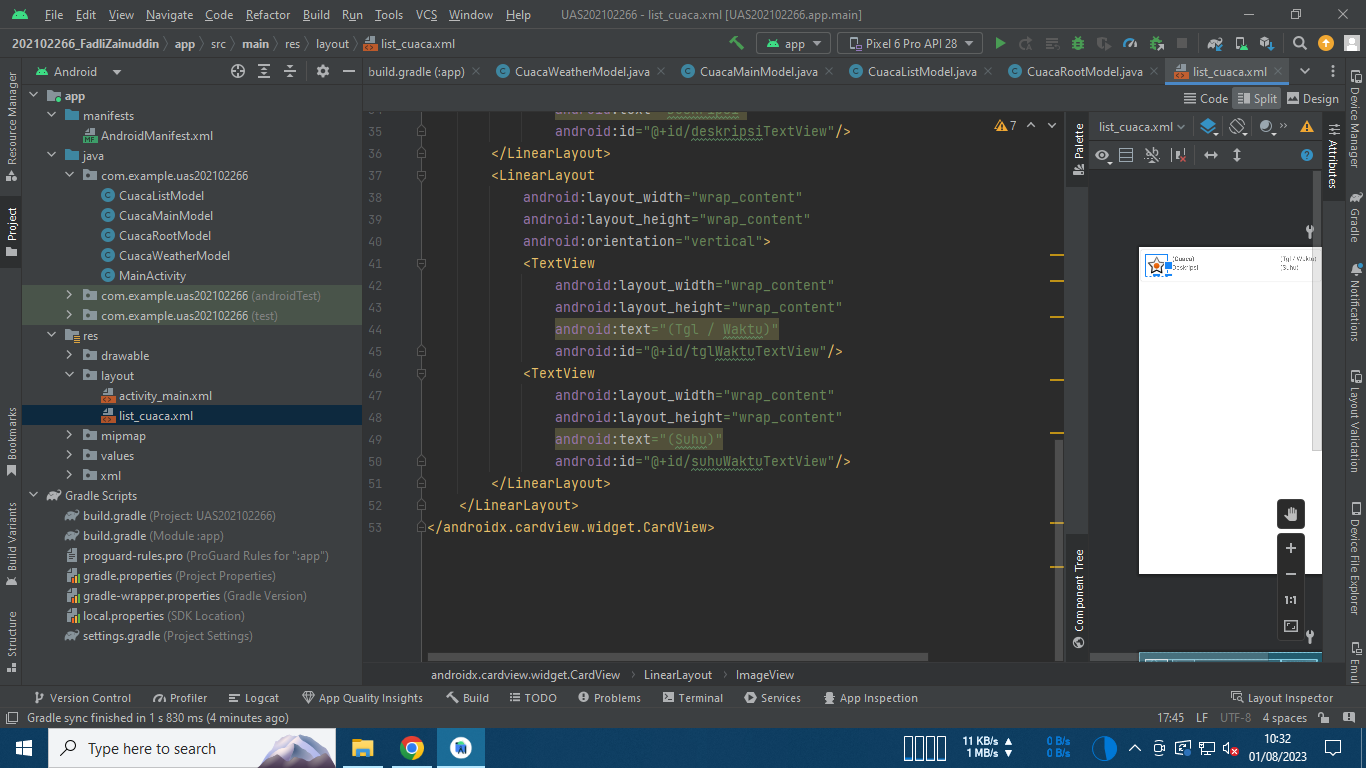 File Edit View Navigate Code Refactor Build Run Tools VCS Window Help UAS202102266 - list_cuaca.xml [UAS202102266.app.main]
202102266_FadliZainuddin app src main res layout list_cuaca.xml
app Pixel 6 Pro API 28
Android
build.gradle (:app) CuacaWeatherModel.java CuacaMainModel.java CuacaListModel.java CuacaRootModel.java list_cuaca.xml
Code Split Design
Resource Manager
Project
Bookmarks
Build Variants
Structure
app
manifests
AndroidManifest.xml
java
com.example.uas202102266
CuacaListModel
CuacaMainModel
CuacaRootModel
CuacaWeatherModel
MainActivity
com.example.uas202102266 (androidTest)
com.example.uas202102266 (test)
res
drawable
layout
activity_main.xml
list_cuaca.xml
mipmap
values
xml
Gradle Scripts
build.gradle (Project: UAS202102266)
build.gradle (Module :app)
proguard-rules.pro (ProGuard Rules for ":app")
gradle.properties (Project Properties)
gradle-wrapper.properties (Gradle Version)
local.properties (SDK Location)
settings.gradle (Project Settings)
7
35 android:id="@+id/deskripsiTextView"/>
36 </LinearLayout>
37 <LinearLayout
38 android:layout_width="wrap_content"
39 android:layout_height="wrap_content"
40 android:orientation="vertical">
41 <TextView
42 android:layout_width="wrap_content"
43 android:layout_height="wrap_content"
44 android:text="(Tgl / Waktu)"
45 android:id="@+id/tglWaktuTextView"/>
46 <TextView
47 android:layout_width="wrap_content"
48 android:layout_height="wrap_content"
49 android:text="(Suhu)"
50 android:id="@+id/suhuWaktuTextView"/>
51 </LinearLayout>
52 </LinearLayout>
53 </androidx.cardview.widget.CardView>
Palette
Component Tree
list_cuaca.xml
(Cuaca) (Tgl / Waktu)
Deskripsi (Suhu)
1:1
Attributes
Device Manager
Gradle
Notifications
Layout Validation
Device File Explorer
Emul
androidx.cardview.widget.CardView LinearLayout ImageView
Version Control Profiler Logcat App Quality Insights Build TODO Problems Terminal Services App Inspection Layout Inspector
Gradle sync finished in 1 s 830 ms (4 minutes ago) 17:45 LF UTF-8 4 spaces
Type here to search
11 KB/s 0 B/s 10:32
1 MB/s 0 B/s 01/08/2023